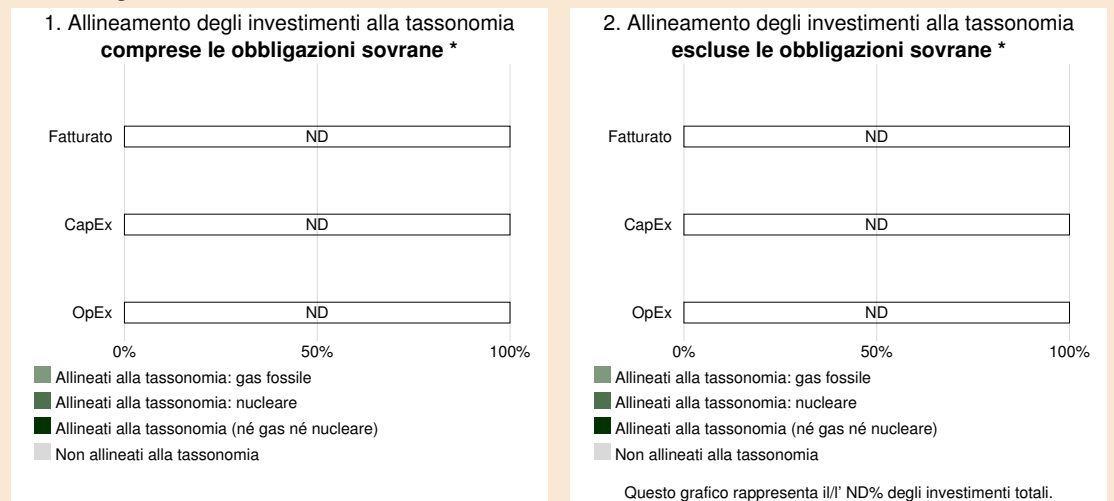 1. Allineamento degli investimenti alla tassonomia
comprese le obbligazioni sovrane *
Fatturato
ND
CapEx
ND
OpEx
ND
0%
50%
100%
Allineati alla tassonomia: gas fossile
Allineati alla tassonomia: nucleare
Allineati alla tassonomia (né gas né nucleare)
Non allineati alla tassonomia
2. Allineamento degli investimenti alla tassonomia
escluse le obbligazioni sovrane *
Fatturato
ND
CapEx
ND
OpEx
ND
0%
50%
100%
Allineati alla tassonomia: gas fossile
Allineati alla tassonomia: nucleare
Allineati alla tassonomia (né gas né nucleare)
Non allineati alla tassonomia
Questo grafico rappresenta il/l' ND% degli investimenti totali.